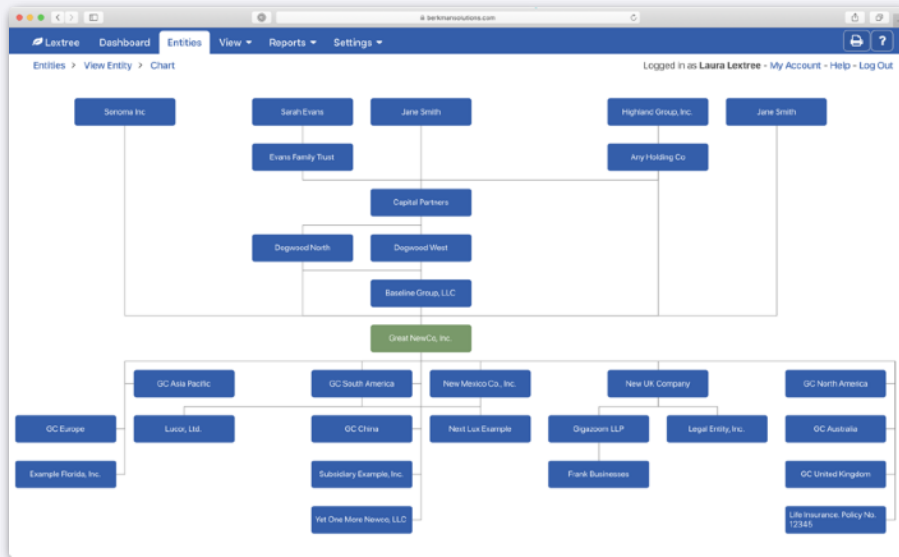 berkmansolutions.com
Lextree Dashboard Entities View Reports Settings ?
Entities > View Entity > Chart
Logged in as Laura Lextree - My Account - Help - Log Out
Sonoma Inc
Sarah Evans
Jane Smith
Highland Group, Inc.
Jane Smith
Evans Family Trust
Any Holding Co
Capital Partners
Dogwood North
Dogwood West
Baseline Group, LLC
Great NewCo, Inc.
GC Asia Pacific
GC South America
New Mexico Co., Inc.
New UK Company
GC North America
GC Europe
Lucor, Ltd.
GC China
Next Lux Example
Gigazoom LLP
Legal Entity, Inc.
GC Australia
Example Florida, Inc.
Subsidiary Example, Inc.
Frank Businesses
GC United Kingdom
Yet One More Newco, LLC
Life Insurance. Policy No.
12345